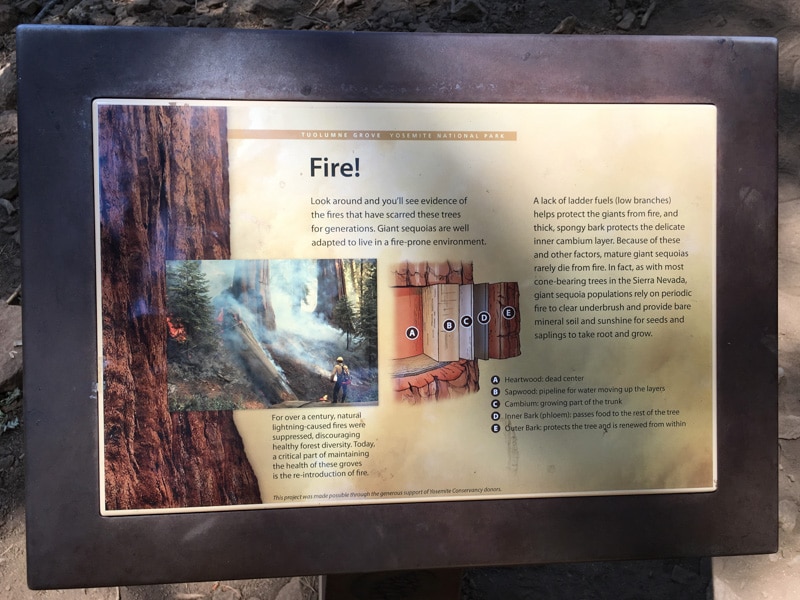 TUOLUMNE GROVE YOSEMITE NATIONAL PARK
Fire!
Look around and you'll see evidence of
the fires that have scarred these trees
for generations. Giant sequoias are well
adapted to live in a fire-prone environment.
A lack of ladder fuels (low branches)
helps protect the giants from fire, and
thick, spongy bark protects the delicate
inner cambium layer. Because of these
and other factors, mature giant sequoias
rarely die from fire. In fact, as with most
cone-bearing trees in the Sierra Nevada,
giant sequoia populations rely on periodic
fire to clear underbrush and provide bare
mineral soil and sunshine for seeds and
saplings to take root and grow.
A B C D E
A Heartwood: dead center
B Sapwood: pipeline for water moving up the layers
C Cambium: growing part of the trunk
D Inner Bark (phloem): passes food to the rest of the tree
E Outer Bark: protects the tree and is renewed from within
For over a century, natural
lightning-caused fires were
suppressed, discouraging
healthy forest diversity. Today,
a critical part of maintaining
the health of these groves
is the re-introduction of fire.
This project was made possible through the generous support of Yosemite Conservancy donors.